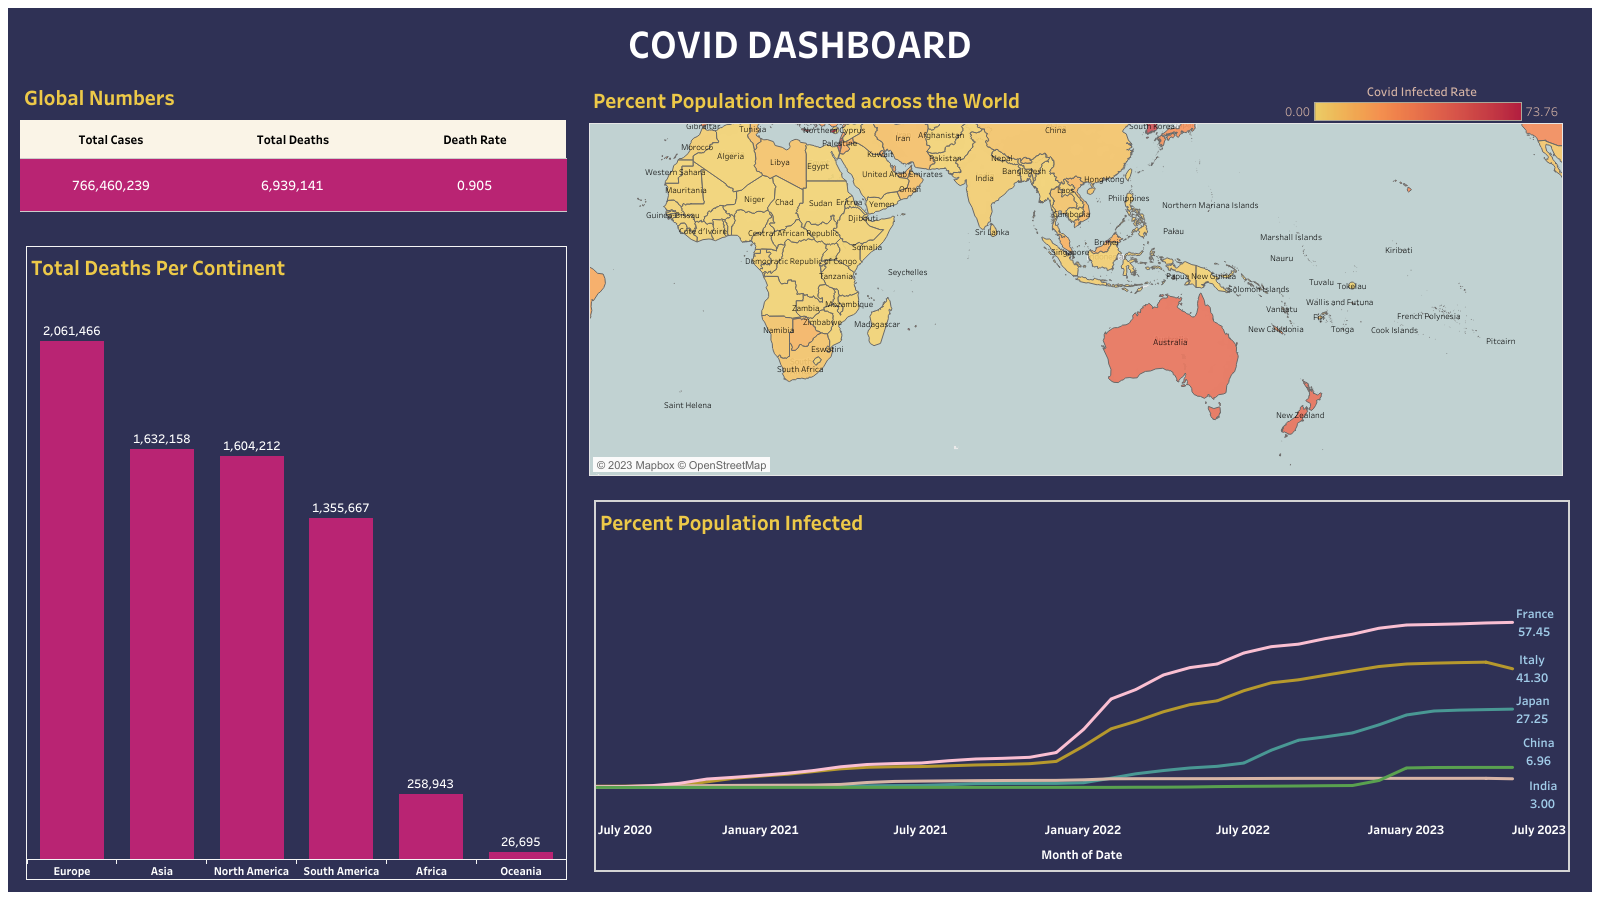 COVID DASHBOARD
Global Numbers
Total Cases Total Deaths Death Rate
766,460,239 6,939,141 0.905
Total Deaths Per Continent
2,061,466
1,632,158
1,604,212
1,355,667
258,943
26,695
Europe Asia North America South America Africa Oceania
Percent Population Infected across the World
Covid Infected Rate
0.00 73.76
Gibraltar
Tunisia
Northern Cyprus
China
South Korea
Morocco
Palestine
Iran
Afghanistan
Algeria
Libya
Egypt
Kuwait
Pakistan
Nepal
Western Sahara
United Arab Emirates
India
Bangladesh
Hong Kong
Mauritania
Oman
Laos
Niger
Chad
Sudan
Eritrea
Yemen
Philippines
Northern Mariana Islands
Guinea-Bissau
Djibouti
Cambodia
Cote d'Ivoire
Central African Republic
Sri Lanka
Palau
Somalia
Brunei
Marshall Islands
Singapore
Kiribati
Democratic Republic of Congo
Nauru
Seychelles
Tanzania
Papua New Guinea
Tuvalu
Tokelau
Solomon Islands
Zambia
Mozambique
Vanuatu
Wallis and Futuna
Fiji
French Polynesia
Namibia
Zimbabwe
Madagascar
New Caledonia
Tonga
Cook Islands
Australia
Pitcairn
Eswatini
South Africa
Saint Helena
New Zealand
© 2023 Mapbox © OpenStreetMap
Percent Population Infected
France
57.45
Italy
41.30
Japan
27.25
China
6.96
India
3.00
July 2020 January 2021 July 2021 January 2022 July 2022 January 2023 July 2023
Month of Date